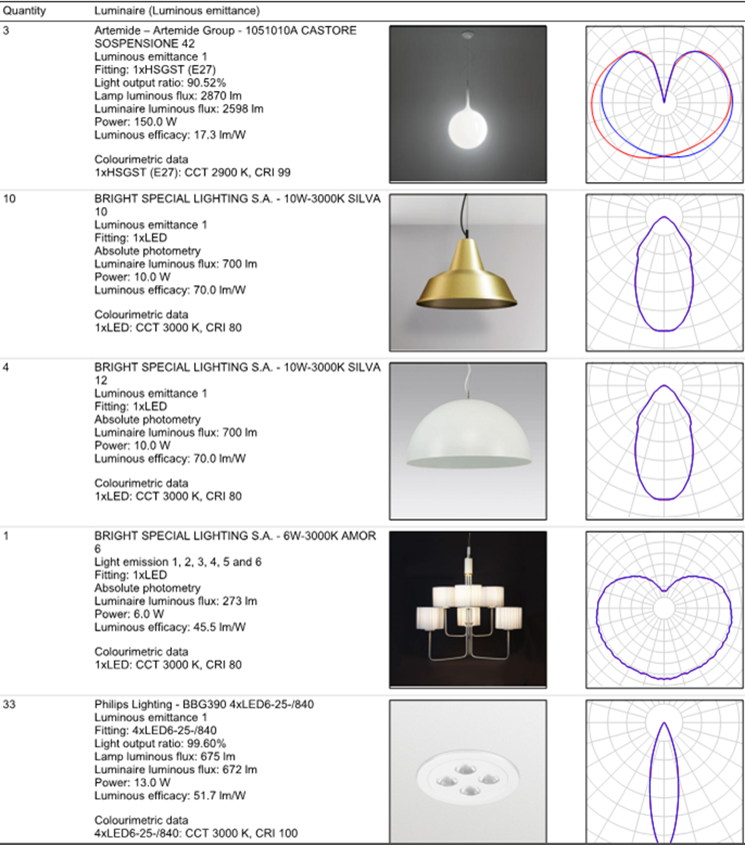 Quantity Luminaire (Luminous emittance)
3 Artemide – Artemide Group - 1051010A CASTORE
SOSPENSIONE 42
Luminous emittance 1
Fitting: 1xHSGST (E27)
Light output ratio: 90.52%
Lamp luminous flux: 2870 lm
Luminaire luminous flux: 2598 lm
Power: 150.0 W
Luminous efficacy: 17.3 lm/W
Colourimetric data
1xHSGST (E27): CCT 2900 K, CRI 99
10 BRIGHT SPECIAL LIGHTING S.A. - 10W-3000K SILVA
10
Luminous emittance 1
Fitting: 1xLED
Absolute photometry
Luminaire luminous flux: 700 lm
Power: 10.0 W
Luminous efficacy: 70.0 lm/W
Colourimetric data
1xLED: CCT 3000 K, CRI 80
4 BRIGHT SPECIAL LIGHTING S.A. - 10W-3000K SILVA
12
Luminous emittance 1
Fitting: 1xLED
Absolute photometry
Luminaire luminous flux: 700 lm
Power: 10.0 W
Luminous efficacy: 70.0 lm/W
Colourimetric data
1xLED: CCT 3000 K, CRI 80
1 BRIGHT SPECIAL LIGHTING S.A. - 6W-3000K AMOR
6
Light emission 1, 2, 3, 4, 5 and 6
Fitting: 1xLED
Absolute photometry
Luminaire luminous flux: 273 lm
Power: 6.0 W
Luminous efficacy: 45.5 lm/W
Colourimetric data
1xLED: CCT 3000 K, CRI 80
33 Philips Lighting - BBG390 4xLED6-25-/840
Luminous emittance 1
Fitting: 4xLED6-25-/840
Light output ratio: 99.60%
Lamp luminous flux: 675 lm
Luminaire luminous flux: 672 lm
Power: 13.0 W
Luminous efficacy: 51.7 lm/W
Colourimetric data
4xLED6-25-/840: CCT 3000 K, CRI 100